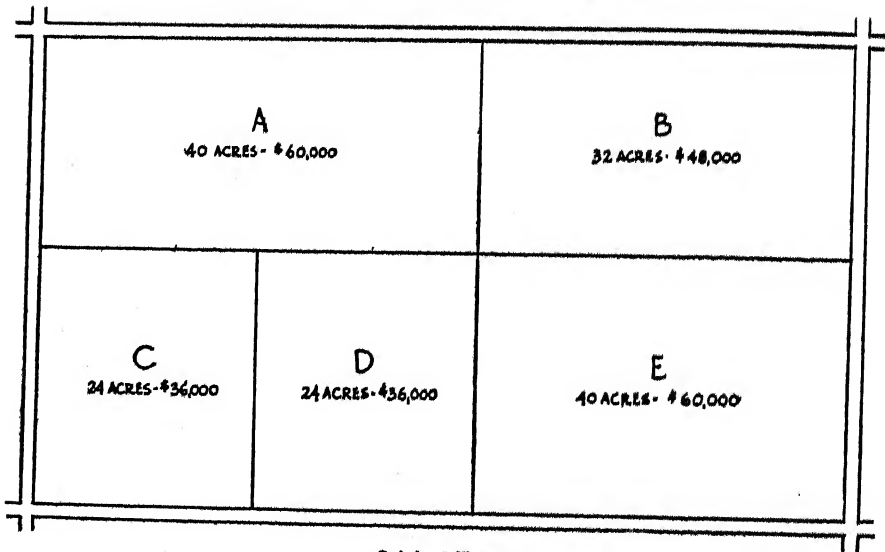 A
40 ACRES - $60,000
B
32 ACRES - $48,000
C
24 ACRES - $36,000
D
24 ACRES - $36,000
E
40 ACRES - $60,000